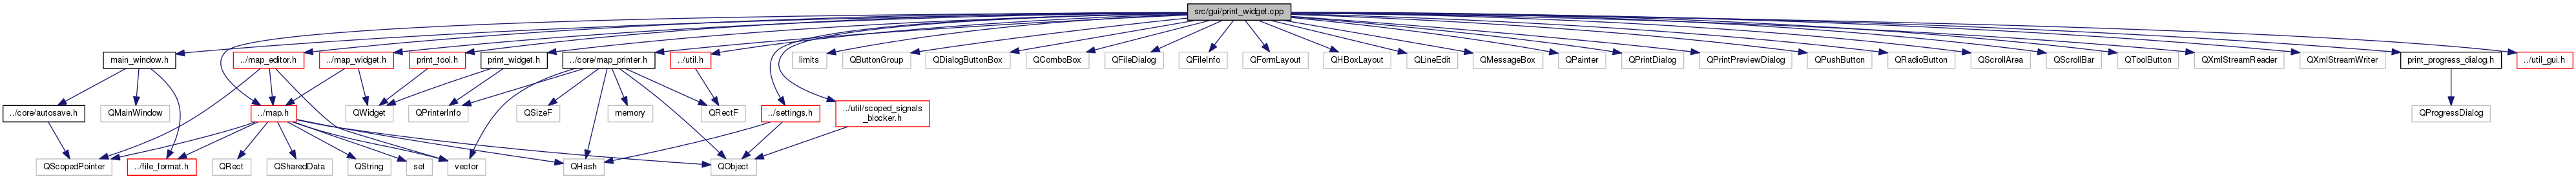 src/gui/print_widget.cpp
main_window.h
../map_editor.h
../map_widget.h
print_tool.h
print_widget.h
../core/map_printer.h
../util.h
limits
QButtonGroup
QDialogButtonBox
QComboBox
QFileDialog
QFileInfo
QFormLayout
QHBoxLayout
QLineEdit
QMessageBox
QPainter
QPrintDialog
QPrintPreviewDialog
QPushButton
QRadioButton
QScrollArea
QScrollBar
QToolButton
QXmlStreamReader
QXmlStreamWriter
print_progress_dialog.h
../util_gui.h
../core/autosave.h
QMainWindow
../map.h
QWidget
QPrinterInfo
QSizeF
memory
QRectF
../settings.h
../util/scoped_signals
_blocker.h
QProgressDialog
QScopedPointer
../file_format.h
QRect
QSharedData
QString
set
vector
QHash
QObject